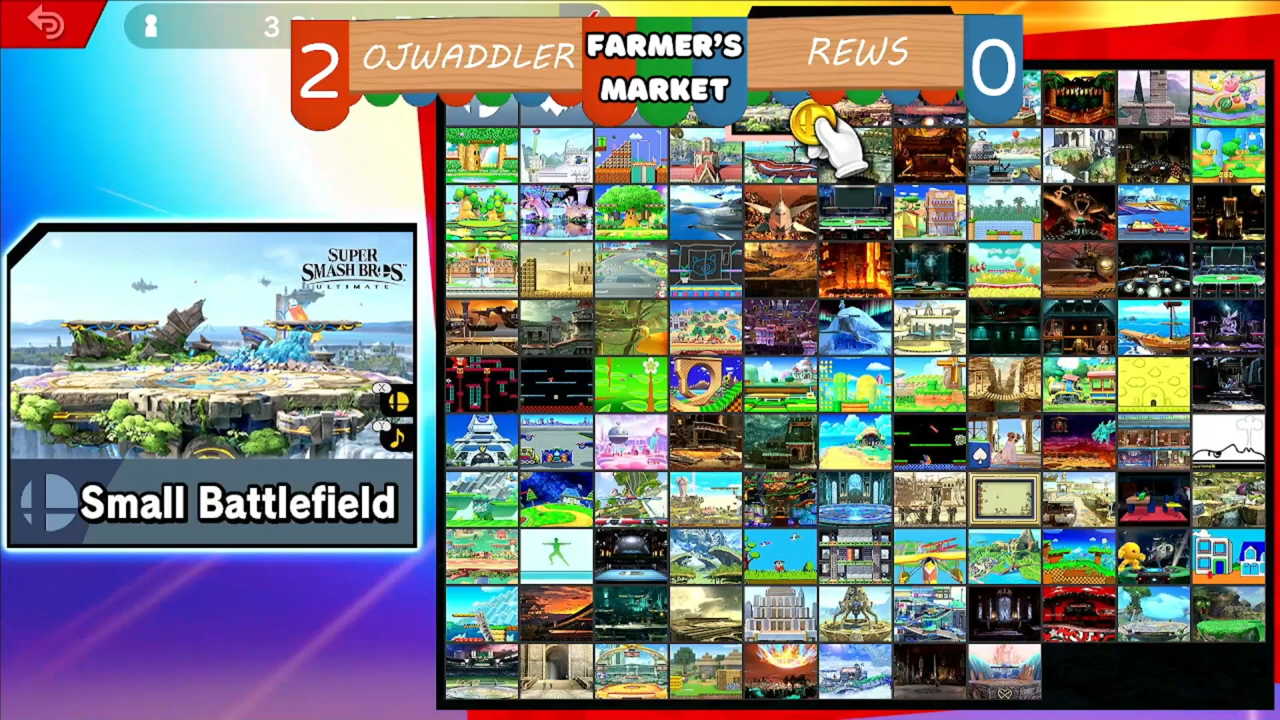 3
2
OJWADDLER
FARMER'S
MARKET
REWS
0
SUPER
SMASH BROS.
ULTIMATE
X
Small Battlefield